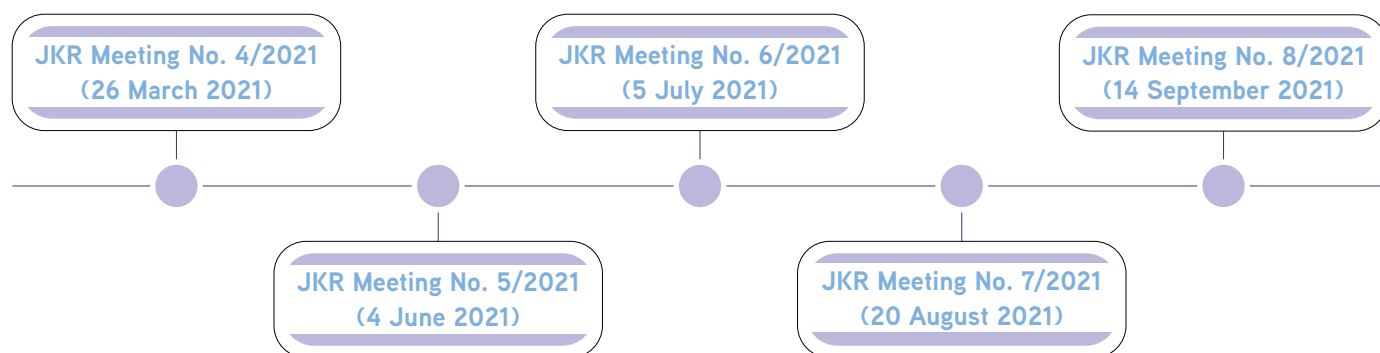 JKR Meeting No. 4/2021
(26 March 2021)
JKR Meeting No. 5/2021
(4 June 2021)
JKR Meeting No. 6/2021
(5 July 2021)
JKR Meeting No. 7/2021
(20 August 2021)
JKR Meeting No. 8/2021
(14 September 2021)